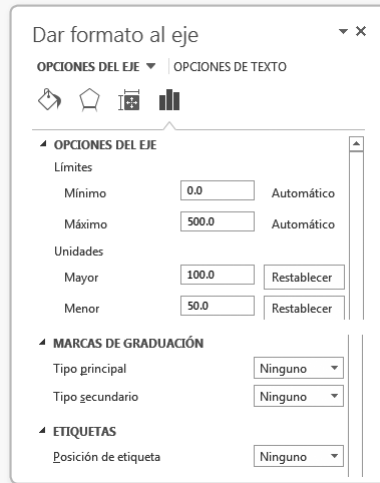 Dar formato al eje
OPCIONES DEL EJE OPCIONES DE TEXTO
OPCIONES DEL EJE
Límites
Mínimo 0.0 Automático
Máximo 500.0 Automático
Unidades
Mayor 100.0 Restablecer
Menor 50.0 Restablecer
MARCAS DE GRADUACIÓN
Tipo principal Ninguno
Tipo secundario Ninguno
ETIQUETAS
Posición de etiqueta Ninguno